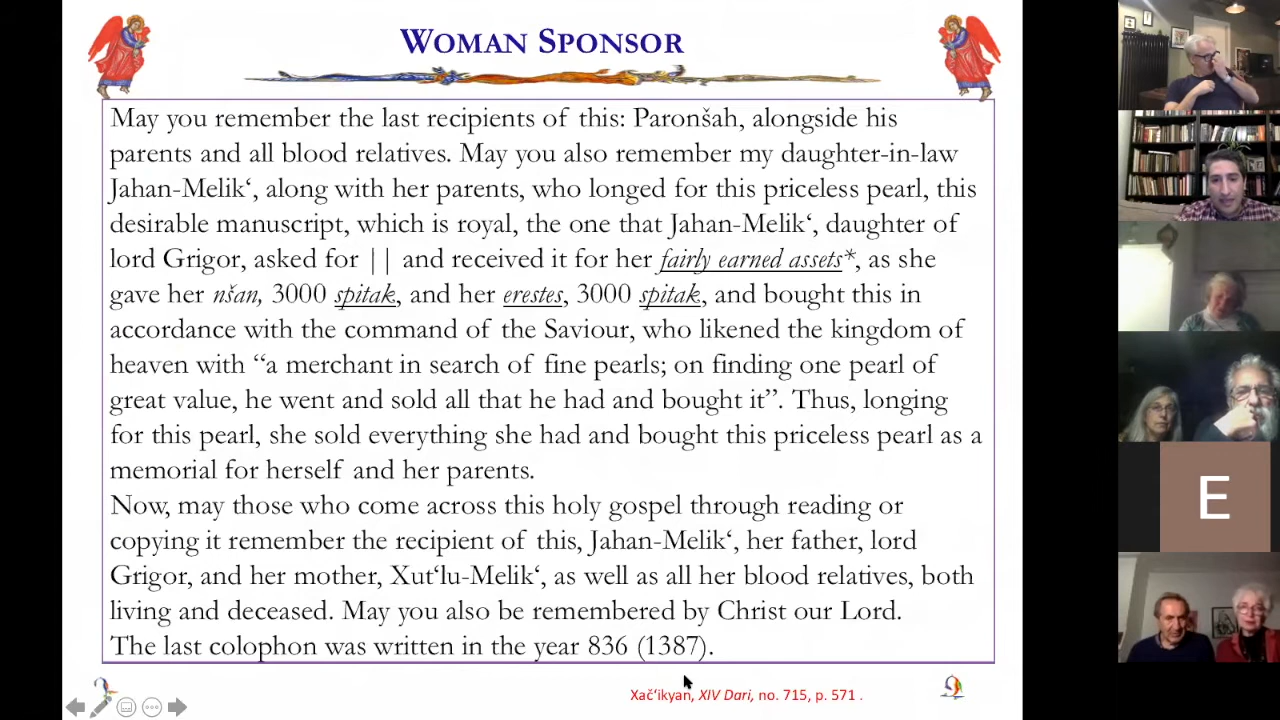 WOMAN SPONSOR
May you remember the last recipients of this: Paronšah, alongside his
parents and all blood relatives. May you also remember my daughter-in-law
Jahan-Melik‘, along with her parents, who longed for this priceless pearl, this
desirable manuscript, which is royal, the one that Jahan-Melik‘, daughter of
lord Grigor, asked for || and received it for her fairly earned assets*, as she
gave her nšan, 3000 spitak, and her erestes, 3000 spitak, and bought this in
accordance with the command of the Saviour, who likened the kingdom of
heaven with “a merchant in search of fine pearls; on finding one pearl of
great value, he went and sold all that he had and bought it”. Thus, longing
for this pearl, she sold everything she had and bought this priceless pearl as a
memorial for herself and her parents.
Now, may those who come across this holy gospel through reading or
copying it remember the recipient of this, Jahan-Melik‘, her father, lord
Grigor, and her mother, Xut‘lu-Melik‘, as well as all her blood relatives, both
living and deceased. May you also be remembered by Christ our Lord.
The last colophon was written in the year 836 (1387).
Xač‘ikyan, XIV Dari, no. 715, p. 571 .
E